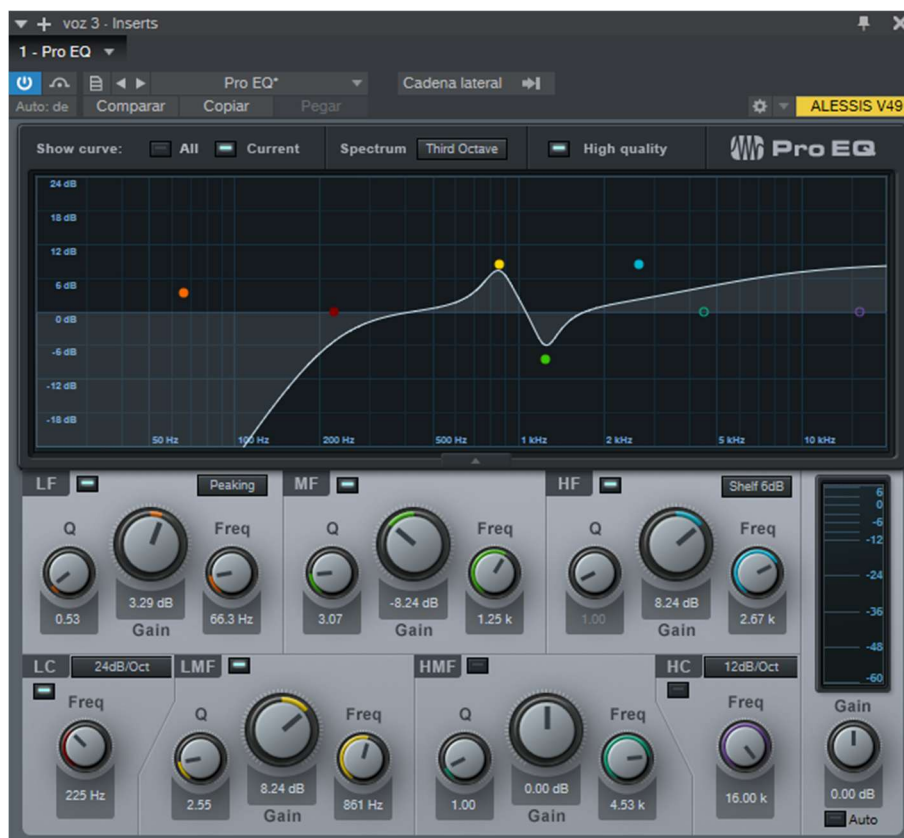 voz 3 - Inserts
1 - Pro EQ
Pro EQ* Cadena lateral
Auto: de Comparar Copiar Pegar ALESSIS V49
Show curve: All Current Spectrum Third Octave High quality Pro EQ
24 dB
18 dB
12 dB
6 dB
0 dB
-6 dB
-12 dB
-18 dB
50 Hz 100 Hz 200 Hz 500 Hz 1 kHz 2 kHz 5 kHz 10 kHz
LF Peaking MF HF Shelf 6dB
Q Freq Q Freq Q Freq
0.53 3.29 dB 66.3 Hz 3.07 -8.24 dB 1.25 k 1.00 8.24 dB 2.67 k
Gain Gain Gain
6
0
-6
-12
-24
-36
-48
-60
LC 24dB/Oct LMF HMF HC 12dB/Oct
Freq Q Freq Q Freq Freq Gain
225 Hz 2.55 8.24 dB 861 Hz 1.00 0.00 dB 4.53 k 16.00 k 0.00 dB
Gain Gain Auto